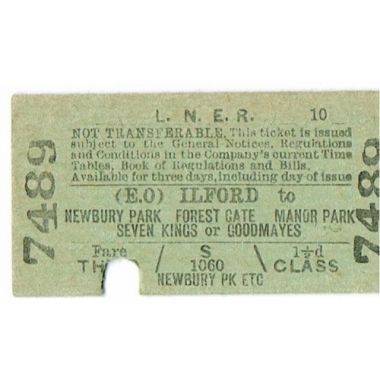 L. N. E. R. 10
NOT TRANSFERABLE. This ticket is issued
subject to the General Notices, Regulations
and Conditions in the Company's current Time
Tables, Book of Regulations and Bills.
Available for three days, including day of issue
(E.O) ILFORD to
NEWBURY PARK FOREST GATE MANOR PARK
SEVEN KINGS or GOODMAYES
Fare / S \ 1½d
TH 1060 CLASS
NEWBURY PK ETC
7489
7489